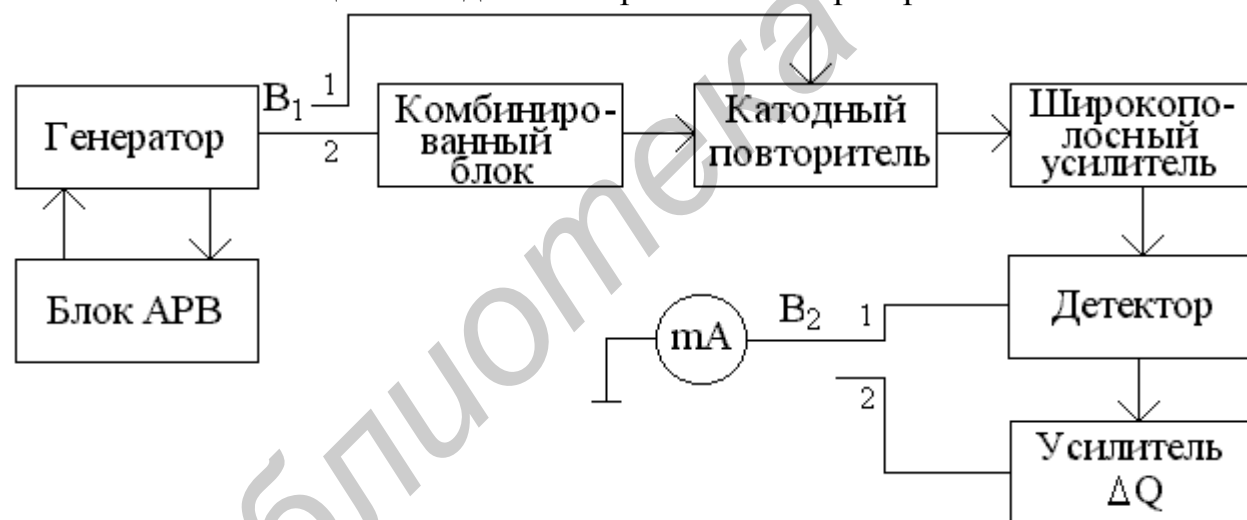 B₁
1
2
Генератор
Комбиниро-
ванный
блок
Катодный
повторитель
Широкопо-
лосный
усилитель
Блок АРВ
mA
B₂
1
2
Детектор
Усилитель
ΔQ